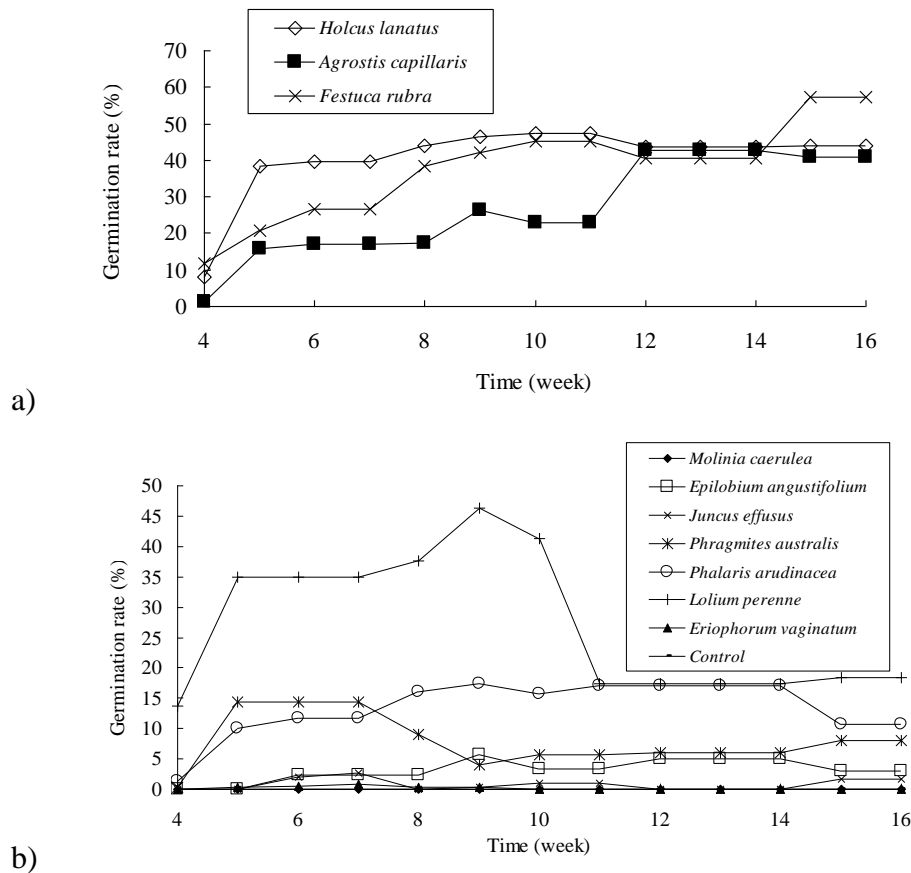 Holcus lanatus
Agrostis capillaris
Festuca rubra
Germination rate (%)
70
60
50
40
30
20
10
0
4 6 8 10 12 14 16
Time (week)
a)
Molinia caerulea
Epilobium angustifolium
Juncus effusus
Phragmites australis
Phalaris arudinacea
Lolium perenne
Eriophorum vaginatum
Control
Germination rate (%)
50
45
40
35
30
25
20
15
10
5
0
4 6 8 10 12 14 16
Time (week)
b)